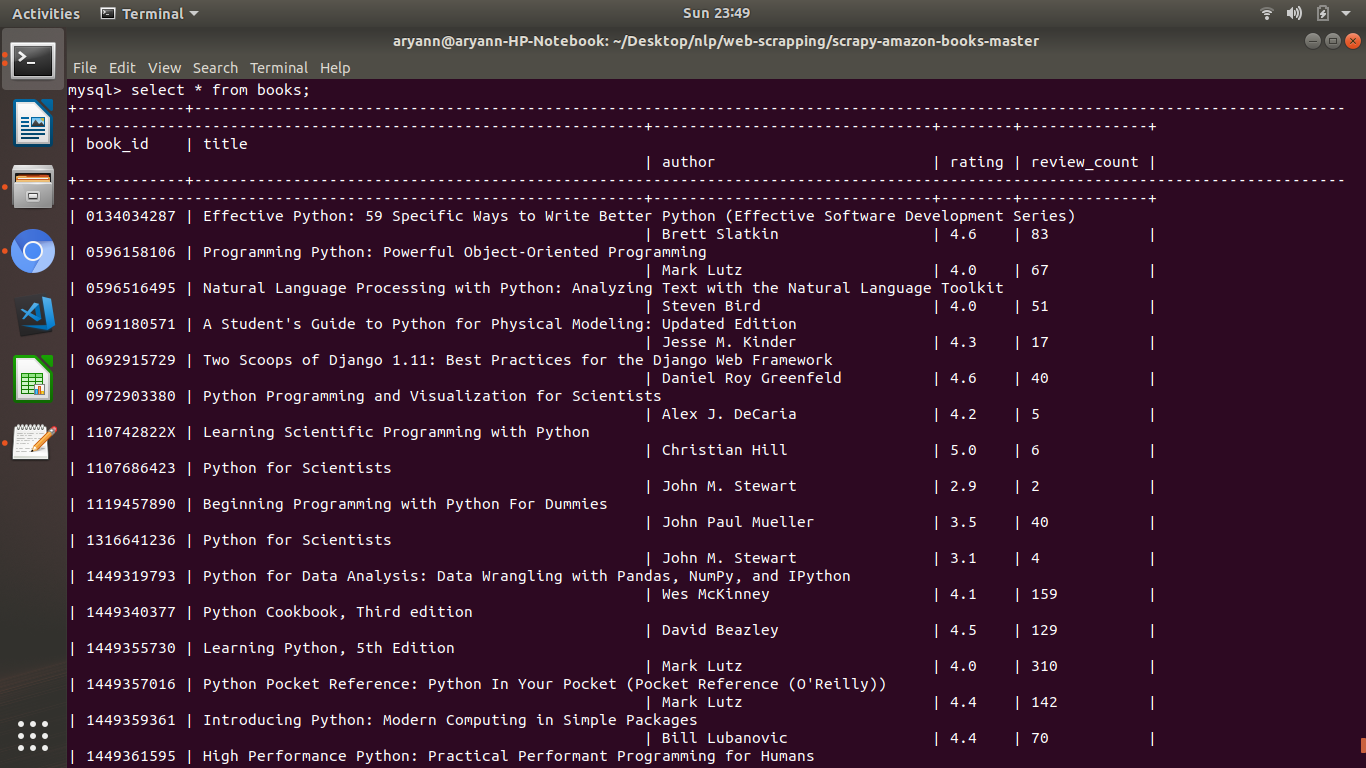 Activities Terminal Sun 23:49
aryann@aryann-HP-Notebook: ~/Desktop/nlp/web-scrapping/scrapy-amazon-books-master
File Edit View Search Terminal Help
mysql> select * from books;
+------------+--------------------------------------------------------------------------------------------------------------------------------
----------------------------------------------------------------+-------------------------------+--------+--------------+
| book_id    | title
                                                                | author                        | rating | review_count |
+------------+--------------------------------------------------------------------------------------------------------------------------------
----------------------------------------------------------------+-------------------------------+--------+--------------+
| 0134034287 | Effective Python: 59 Specific Ways to Write Better Python (Effective Software Development Series)
                                                                | Brett Slatkin                 | 4.6    | 83           |
| 0596158106 | Programming Python: Powerful Object-Oriented Programming
                                                                | Mark Lutz                     | 4.0    | 67           |
| 0596516495 | Natural Language Processing with Python: Analyzing Text with the Natural Language Toolkit
                                                                | Steven Bird                   | 4.0    | 51           |
| 0691180571 | A Student's Guide to Python for Physical Modeling: Updated Edition
                                                                | Jesse M. Kinder               | 4.3    | 17           |
| 0692915729 | Two Scoops of Django 1.11: Best Practices for the Django Web Framework
                                                                | Daniel Roy Greenfeld          | 4.6    | 40           |
| 0972903380 | Python Programming and Visualization for Scientists
                                                                | Alex J. DeCaria               | 4.2    | 5            |
| 110742822X | Learning Scientific Programming with Python
                                                                | Christian Hill                | 5.0    | 6            |
| 1107686423 | Python for Scientists
                                                                | John M. Stewart               | 2.9    | 2            |
| 1119457890 | Beginning Programming with Python For Dummies
                                                                | John Paul Mueller             | 3.5    | 40           |
| 1316641236 | Python for Scientists
                                                                | John M. Stewart               | 3.1    | 4            |
| 1449319793 | Python for Data Analysis: Data Wrangling with Pandas, NumPy, and IPython
                                                                | Wes McKinney                  | 4.1    | 159          |
| 1449340377 | Python Cookbook, Third edition
                                                                | David Beazley                 | 4.5    | 129          |
| 1449355730 | Learning Python, 5th Edition
                                                                | Mark Lutz                     | 4.0    | 310          |
| 1449357016 | Python Pocket Reference: Python In Your Pocket (Pocket Reference (O'Reilly))
                                                                | Mark Lutz                     | 4.4    | 142          |
| 1449359361 | Introducing Python: Modern Computing in Simple Packages
                                                                | Bill Lubanovic                | 4.4    | 70           |
| 1449361595 | High Performance Python: Practical Performant Programming for Humans